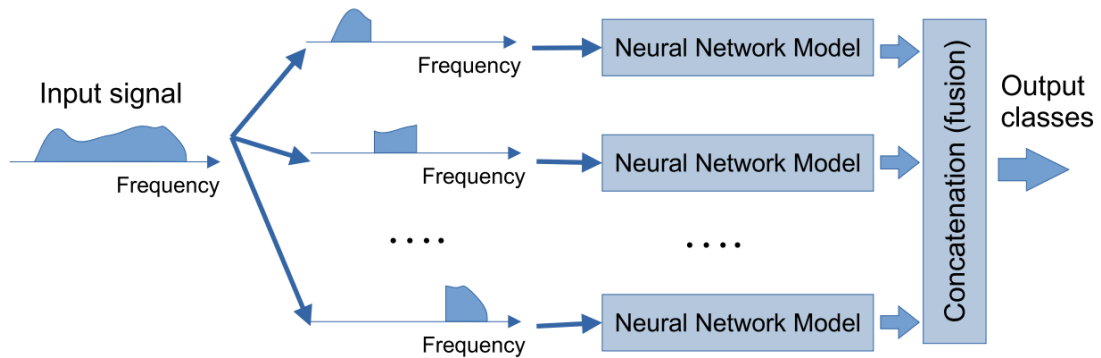 Input signal
Frequency
Frequency
Neural Network Model
Frequency
Neural Network Model
. . . .
. . . .
Frequency
Neural Network Model
Concatenation (fusion)
Output
classes